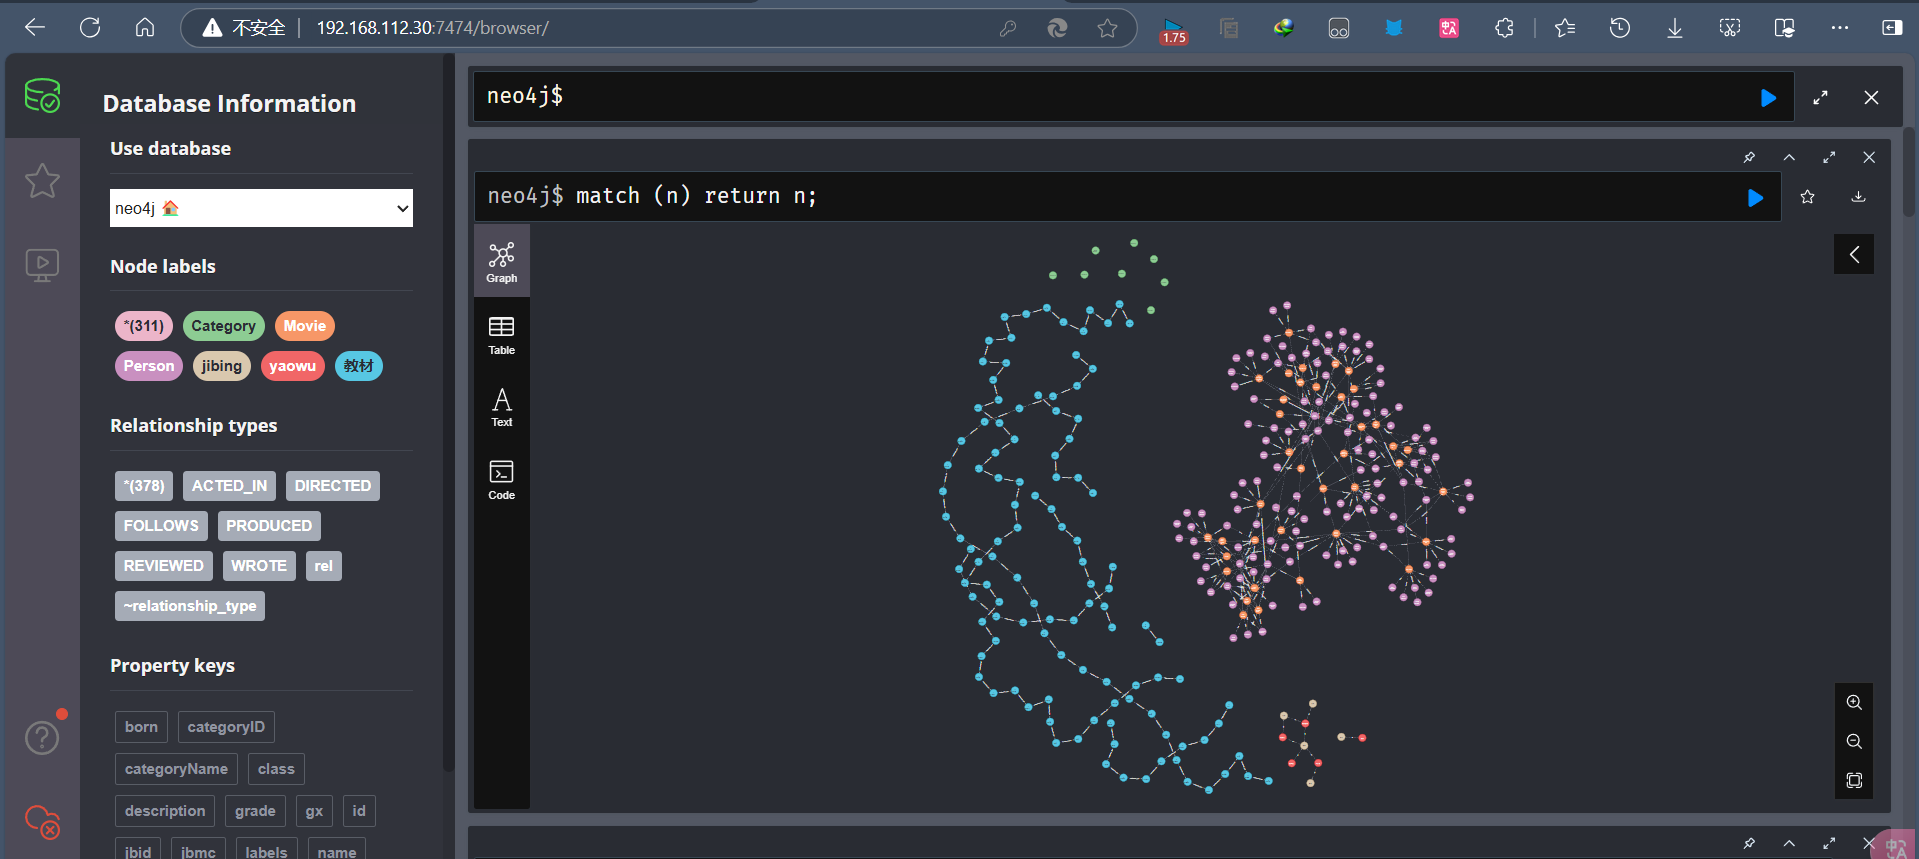 不安全 192.168.112.30:7474/browser/
1.75
Database Information
Use database
neo4j
Node labels
*(311) Category Movie
Person jibing yaowu 教材
Relationship types
*(378) ACTED_IN DIRECTED
FOLLOWS PRODUCED
REVIEWED WROTE rel
~relationship_type
Property keys
born categoryID
categoryName class
description grade gx id
jbid jbmc labels name
neo4j$
neo4j$ match (n) return n;
Graph
Table
Text
Code